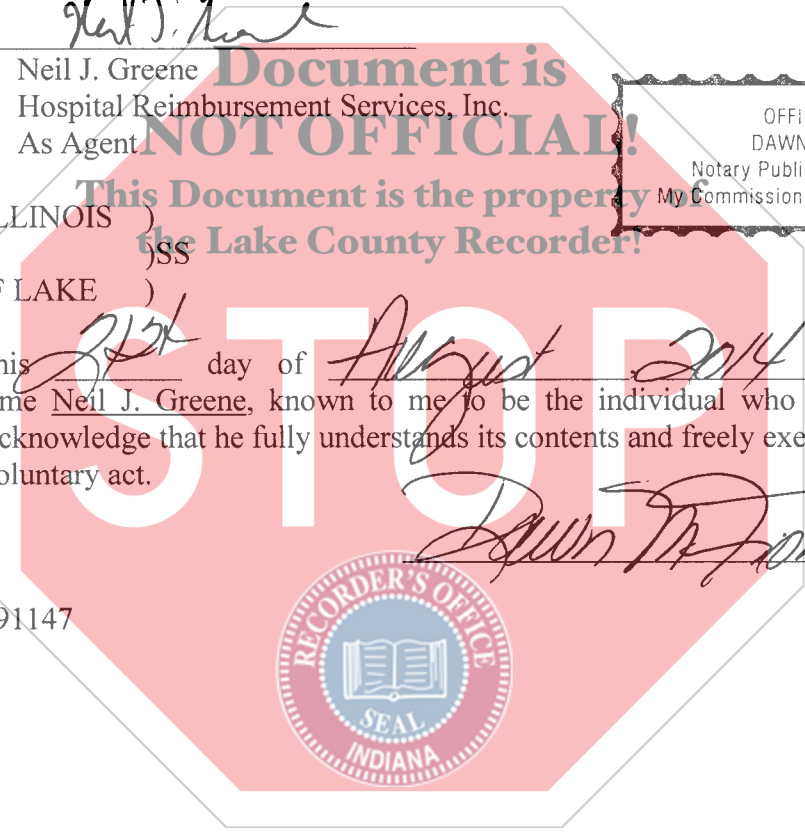 Neil J. Greene
Document is
Hospital Reimbursement Services, Inc.
NOT OFFICIAL!
As Agent
OFFI
DAWN
Notary Publi
My Commission
This Document is the property of
the Lake County Recorder!
LLINOIS )
)SS
F LAKE )
his 21st day of August, 2014
me Neil J. Greene, known to me to be the individual who
cknowledge that he fully understands its contents and freely exe
oluntary act.
STOP
Dawn M
91147
RECORDER'S OFFICE
SEAL
INDIANA